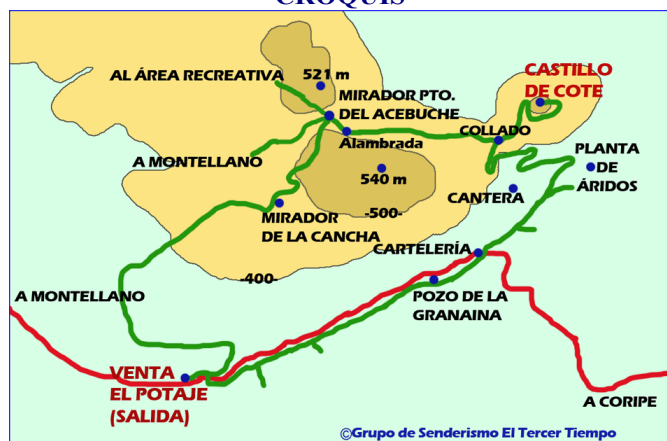 CROQUIS
521 m
AL ÁREA RECREATIVA
CASTILLO
DE COTE
MIRADOR PTO.
DEL ACEBUCHE
Alambrada
COLLADO
PLANTA
DE
ÁRIDOS
A MONTELLANO
540 m
CANTERA
-500-
MIRADOR
DE LA CANCHA
CARTELERÍA
-400-
A MONTELLANO
POZO DE LA
GRANAINA
VENTA
EL POTAJE
(SALIDA)
A CORIPE
©Grupo de Senderismo El Tercer Tiempo